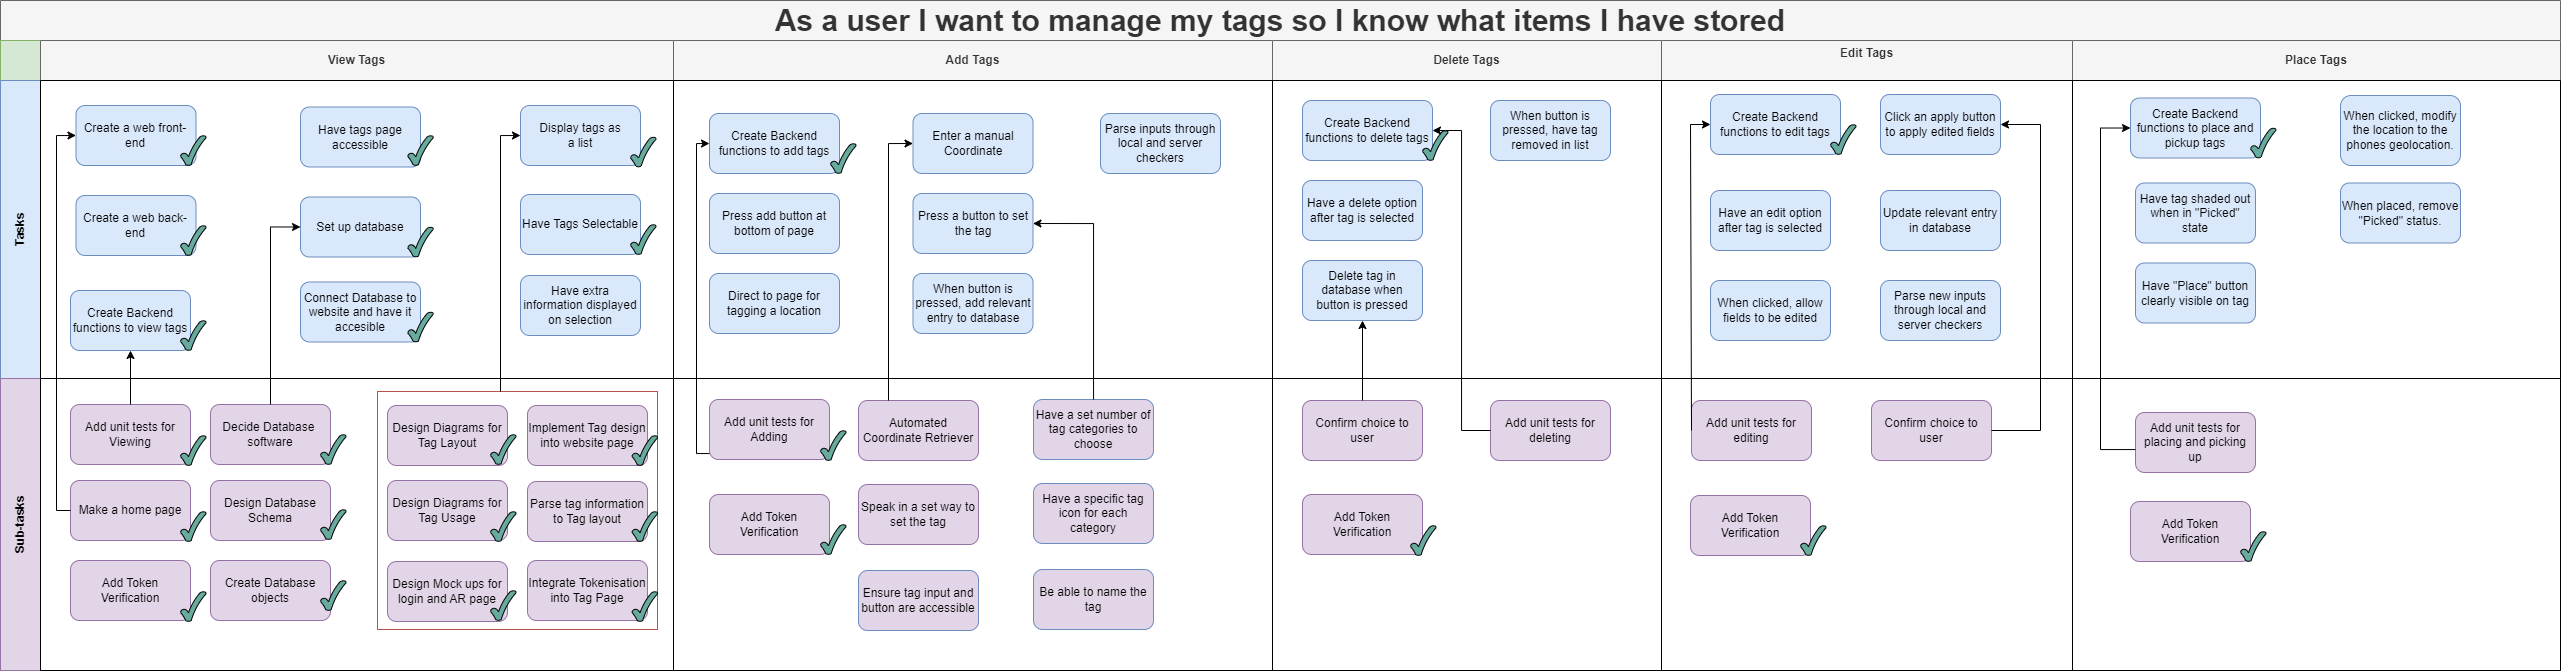 As a user I want to manage my tags so I know what items I have stored
View Tags
Add Tags
Delete Tags
Edit Tags
Place Tags
Tasks
Create a web front-
end
Have tags page
accessible
Display tags as
a list
Create a web back-
end
Set up database
Have Tags Selectable
Create Backend
functions to view tags
Connect Database to
website and have it
accesible
Have extra
information displayed
on selection
Create Backend
functions to add tags
Enter a manual
Coordinate
Parse inputs through
local and server
checkers
Press add button at
bottom of page
Press a button to set
the tag
Direct to page for
tagging a location
When button is
pressed, add relevant
entry to database
Create Backend
functions to delete tags
When button is
pressed, have tag
removed in list
Have a delete option
after tag is selected
Delete tag in
database when
button is pressed
Create Backend
functions to edit tags
Click an apply button
to apply edited fields
Have an edit option
after tag is selected
Update relevant entry
in database
When clicked, allow
fields to be edited
Parse new inputs
through local and
server checkers
Create Backend
functions to place and
pickup tags
When clicked, modify
the location to the
phones geolocation.
Have tag shaded out
when in "Picked"
state
When placed, remove
"Picked" status.
Have "Place" button
clearly visible on tag
Sub-tasks
Add unit tests for
Viewing
Decide Database
software
Design Diagrams for
Tag Layout
Implement Tag design
into website page
Make a home page
Design Database
Schema
Design Diagrams for
Tag Usage
Parse tag information
to Tag layout
Add Token
Verification
Create Database
objects
Design Mock ups for
login and AR page
Integrate Tokenisation
into Tag Page
Add unit tests for
Adding
Automated
Coordinate Retriever
Have a set number of
tag categories to
choose
Add Token
Verification
Speak in a set way to
set the tag
Have a specific tag
icon for each
category
Ensure tag input and
button are accessible
Be able to name the
tag
Confirm choice to
user
Add unit tests for
deleting
Add Token
Verification
Add unit tests for
editing
Confirm choice to
user
Add Token
Verification
Add unit tests for
placing and picking
up
Add Token
Verification